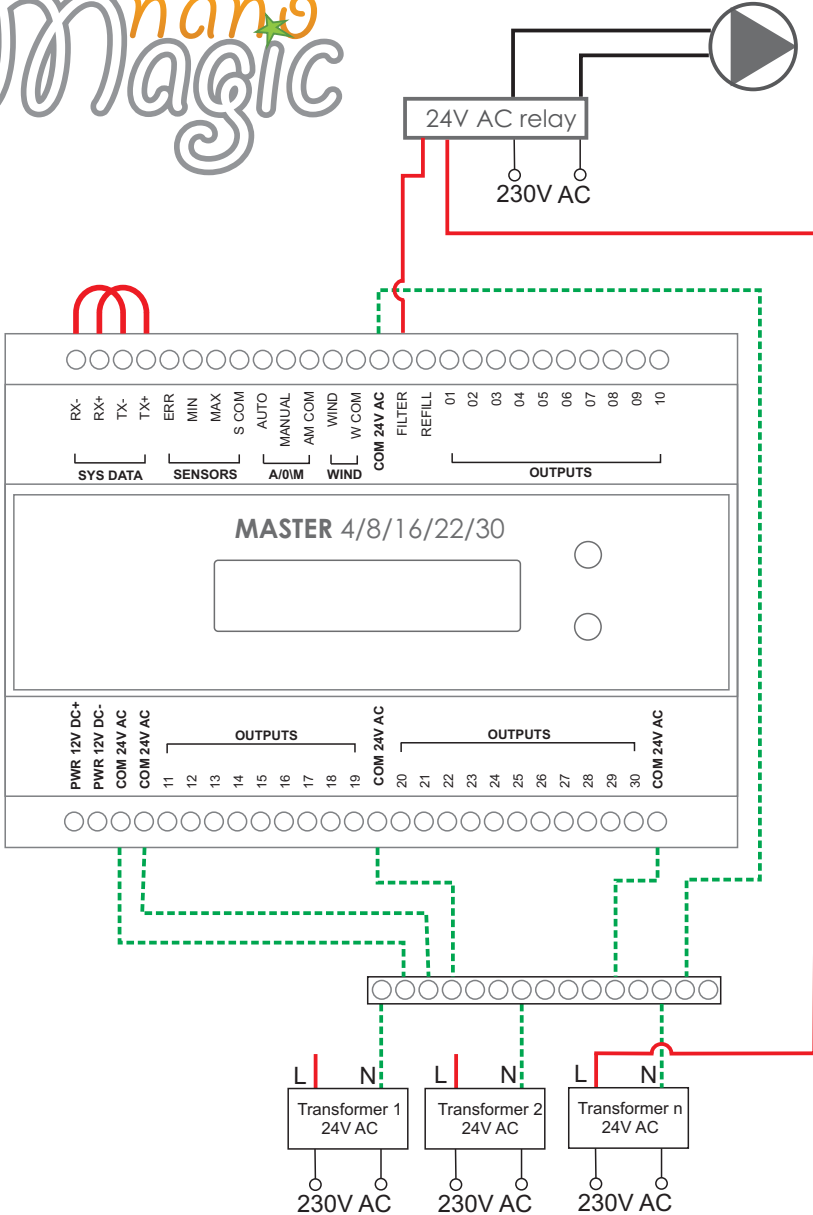 nano
Magic
24V AC relay
230V AC
RX-
RX+
TX-
TX+
ERR
MIN
MAX
S COM
AUTO
MANUAL
AM COM
WIND
W COM
COM 24V AC
FILTER
REFILL
01
02
03
04
05
06
07
08
09
10
SYS DATA
SENSORS
A/0\M
WIND
OUTPUTS
MASTER 4/8/16/22/30
PWR 12V DC+
PWR 12V DC-
COM 24V AC
COM 24V AC
OUTPUTS
11
12
13
14
15
16
17
18
19
COM 24V AC
OUTPUTS
20
21
22
23
24
25
26
27
28
29
30
COM 24V AC
L N
Transformer 1
24V AC
230V AC
L N
Transformer 2
24V AC
230V AC
L N
Transformer n
24V AC
230V AC